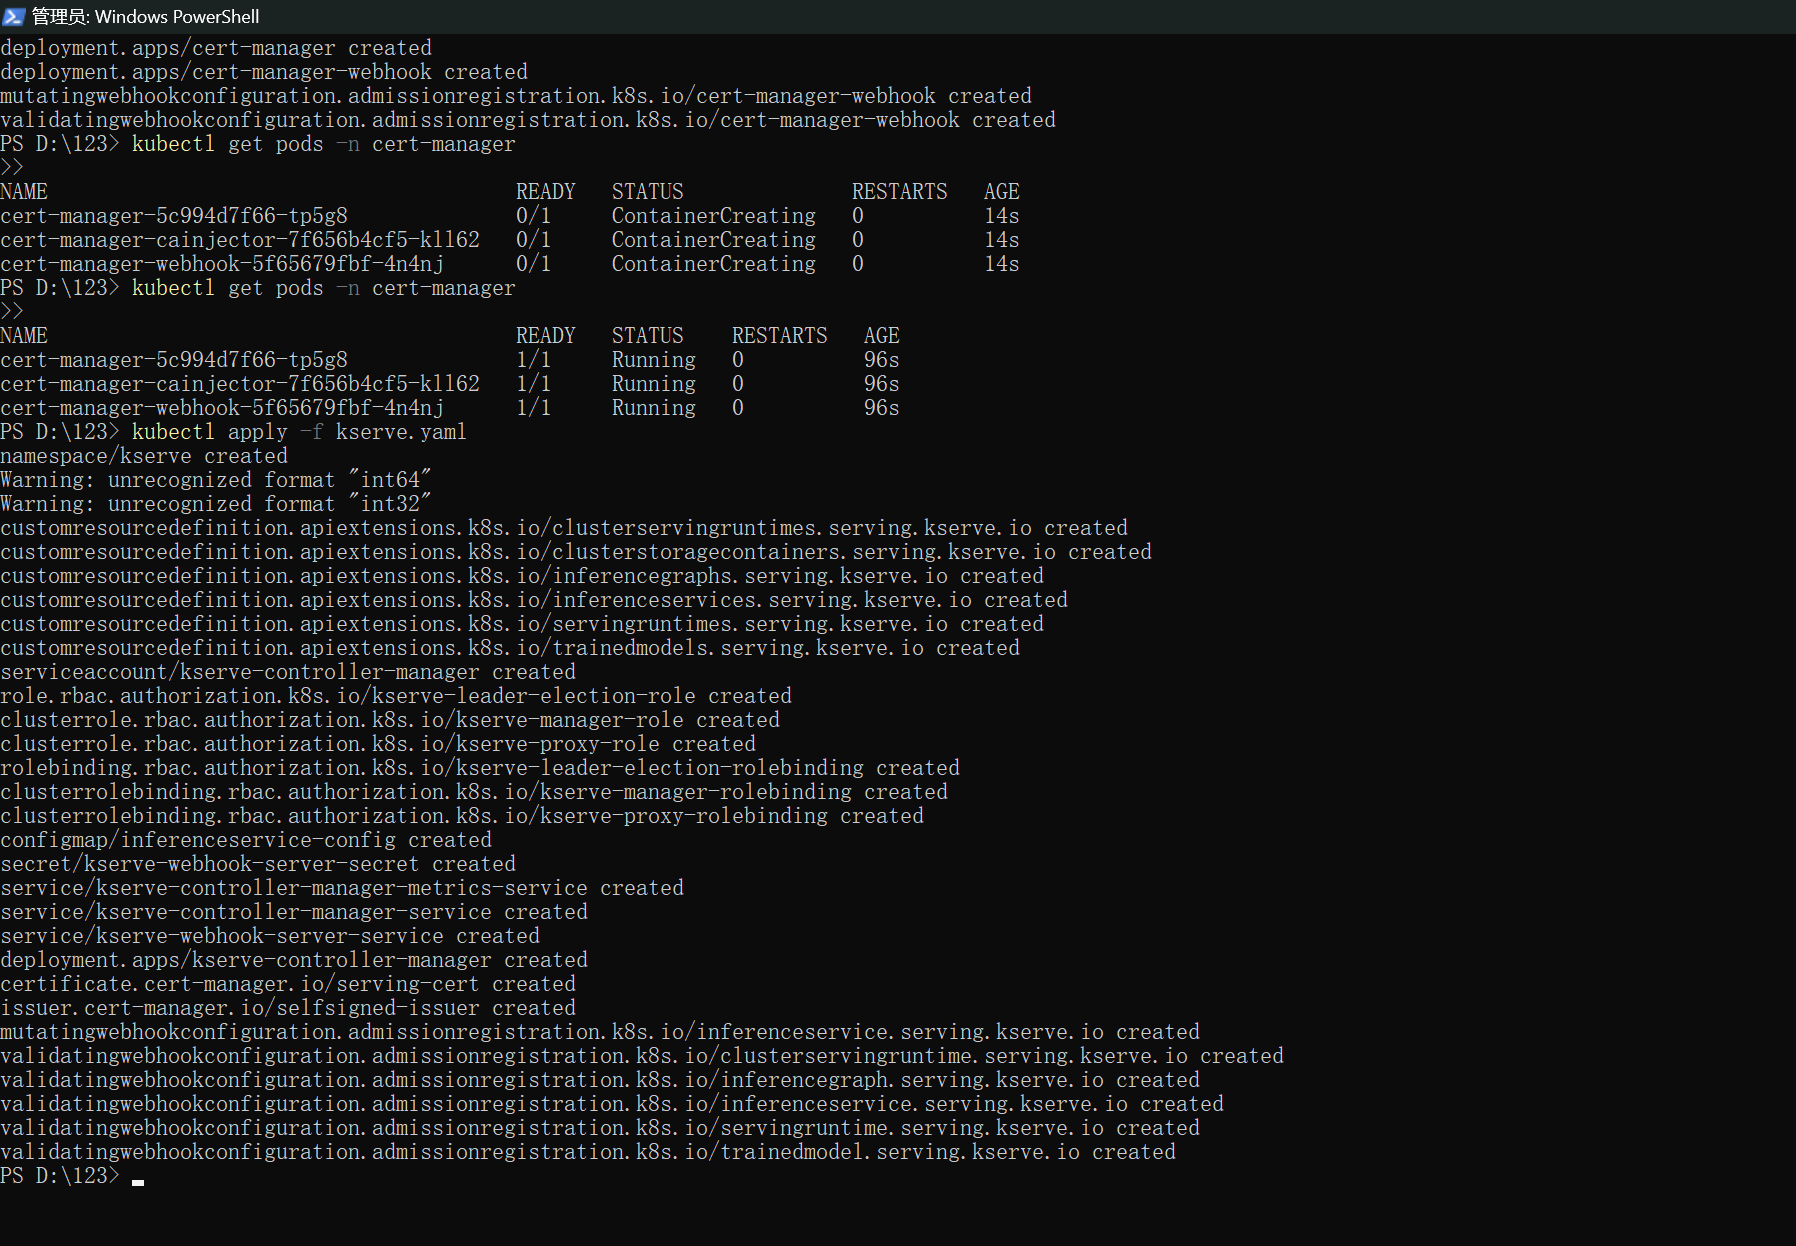 管理员: Windows PowerShell
deployment.apps/cert-manager created
deployment.apps/cert-manager-webhook created
mutatingwebhookconfiguration.admissionregistration.k8s.io/cert-manager-webhook created
validatingwebhookconfiguration.admissionregistration.k8s.io/cert-manager-webhook created
PS D:\123> kubectl get pods -n cert-manager
>>
NAME                                       READY   STATUS              RESTARTS   AGE
cert-manager-5c994d7f66-tp5g8              0/1     ContainerCreating   0          14s
cert-manager-cainjector-7f656b4cf5-kll62   0/1     ContainerCreating   0          14s
cert-manager-webhook-5f65679fbf-4n4nj      0/1     ContainerCreating   0          14s
PS D:\123> kubectl get pods -n cert-manager
>>
NAME                                       READY   STATUS    RESTARTS   AGE
cert-manager-5c994d7f66-tp5g8              1/1     Running   0          96s
cert-manager-cainjector-7f656b4cf5-kll62   1/1     Running   0          96s
cert-manager-webhook-5f65679fbf-4n4nj      1/1     Running   0          96s
PS D:\123> kubectl apply -f kserve.yaml
namespace/kserve created
Warning: unrecognized format "int64"
Warning: unrecognized format "int32"
customresourcedefinition.apiextensions.k8s.io/clusterservingruntimes.serving.kserve.io created
customresourcedefinition.apiextensions.k8s.io/clusterstoragecontainers.serving.kserve.io created
customresourcedefinition.apiextensions.k8s.io/inferencegraphs.serving.kserve.io created
customresourcedefinition.apiextensions.k8s.io/inferenceservices.serving.kserve.io created
customresourcedefinition.apiextensions.k8s.io/servingruntimes.serving.kserve.io created
customresourcedefinition.apiextensions.k8s.io/trainedmodels.serving.kserve.io created
serviceaccount/kserve-controller-manager created
role.rbac.authorization.k8s.io/kserve-leader-election-role created
clusterrole.rbac.authorization.k8s.io/kserve-manager-role created
clusterrole.rbac.authorization.k8s.io/kserve-proxy-role created
rolebinding.rbac.authorization.k8s.io/kserve-leader-election-rolebinding created
clusterrolebinding.rbac.authorization.k8s.io/kserve-manager-rolebinding created
clusterrolebinding.rbac.authorization.k8s.io/kserve-proxy-rolebinding created
configmap/inferenceservice-config created
secret/kserve-webhook-server-secret created
service/kserve-controller-manager-metrics-service created
service/kserve-controller-manager-service created
service/kserve-webhook-server-service created
deployment.apps/kserve-controller-manager created
certificate.cert-manager.io/serving-cert created
issuer.cert-manager.io/selfsigned-issuer created
mutatingwebhookconfiguration.admissionregistration.k8s.io/inferenceservice.serving.kserve.io created
validatingwebhookconfiguration.admissionregistration.k8s.io/clusterservingruntime.serving.kserve.io created
validatingwebhookconfiguration.admissionregistration.k8s.io/inferencegraph.serving.kserve.io created
validatingwebhookconfiguration.admissionregistration.k8s.io/inferenceservice.serving.kserve.io created
validatingwebhookconfiguration.admissionregistration.k8s.io/servingruntime.serving.kserve.io created
validatingwebhookconfiguration.admissionregistration.k8s.io/trainedmodel.serving.kserve.io created
PS D:\123>